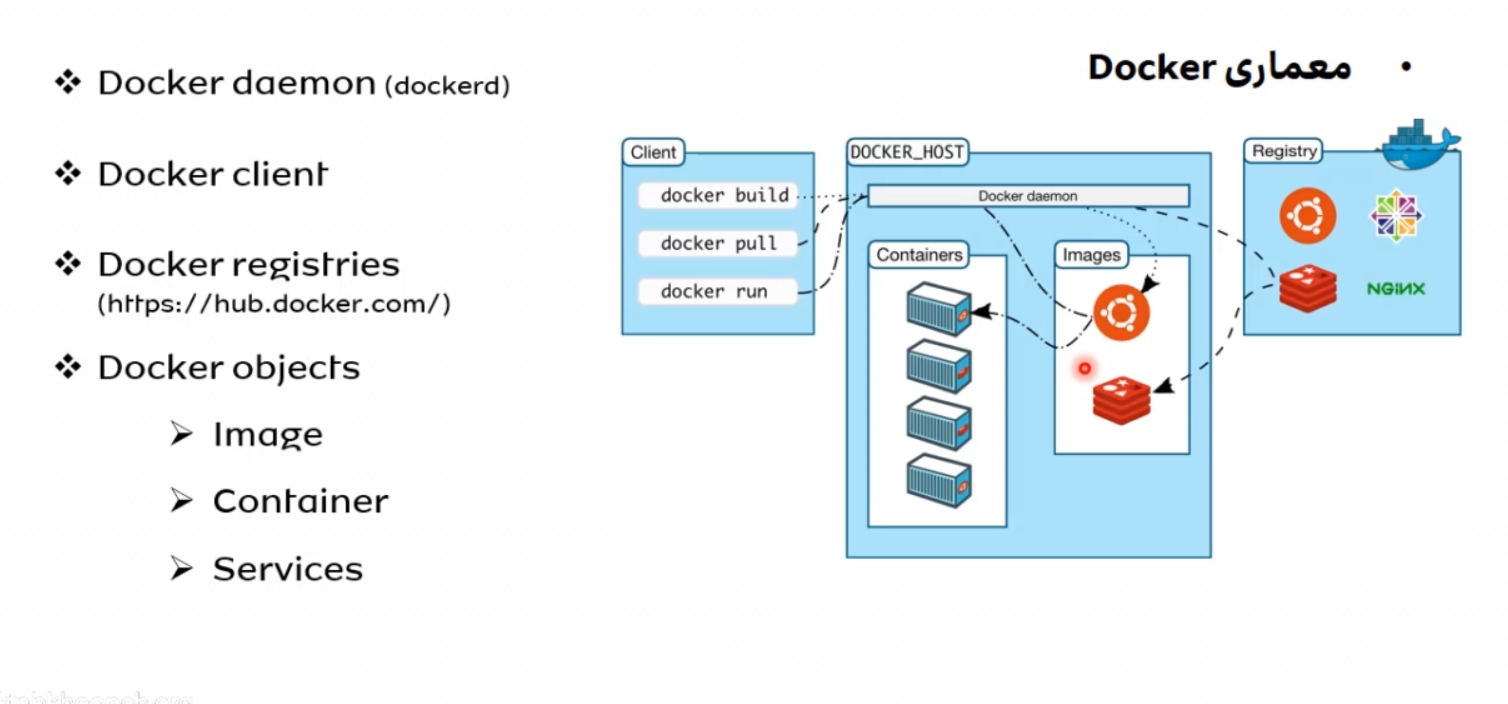 • معماری Docker
❖ Docker daemon (dockerd)
❖ Docker client
❖ Docker registries
(https://hub.docker.com/)
❖ Docker objects
➢ Image
➢ Container
➢ Services
Client
docker build
docker pull
docker run
DOCKER_HOST
Docker daemon
Containers
Images
Registry
NGINX